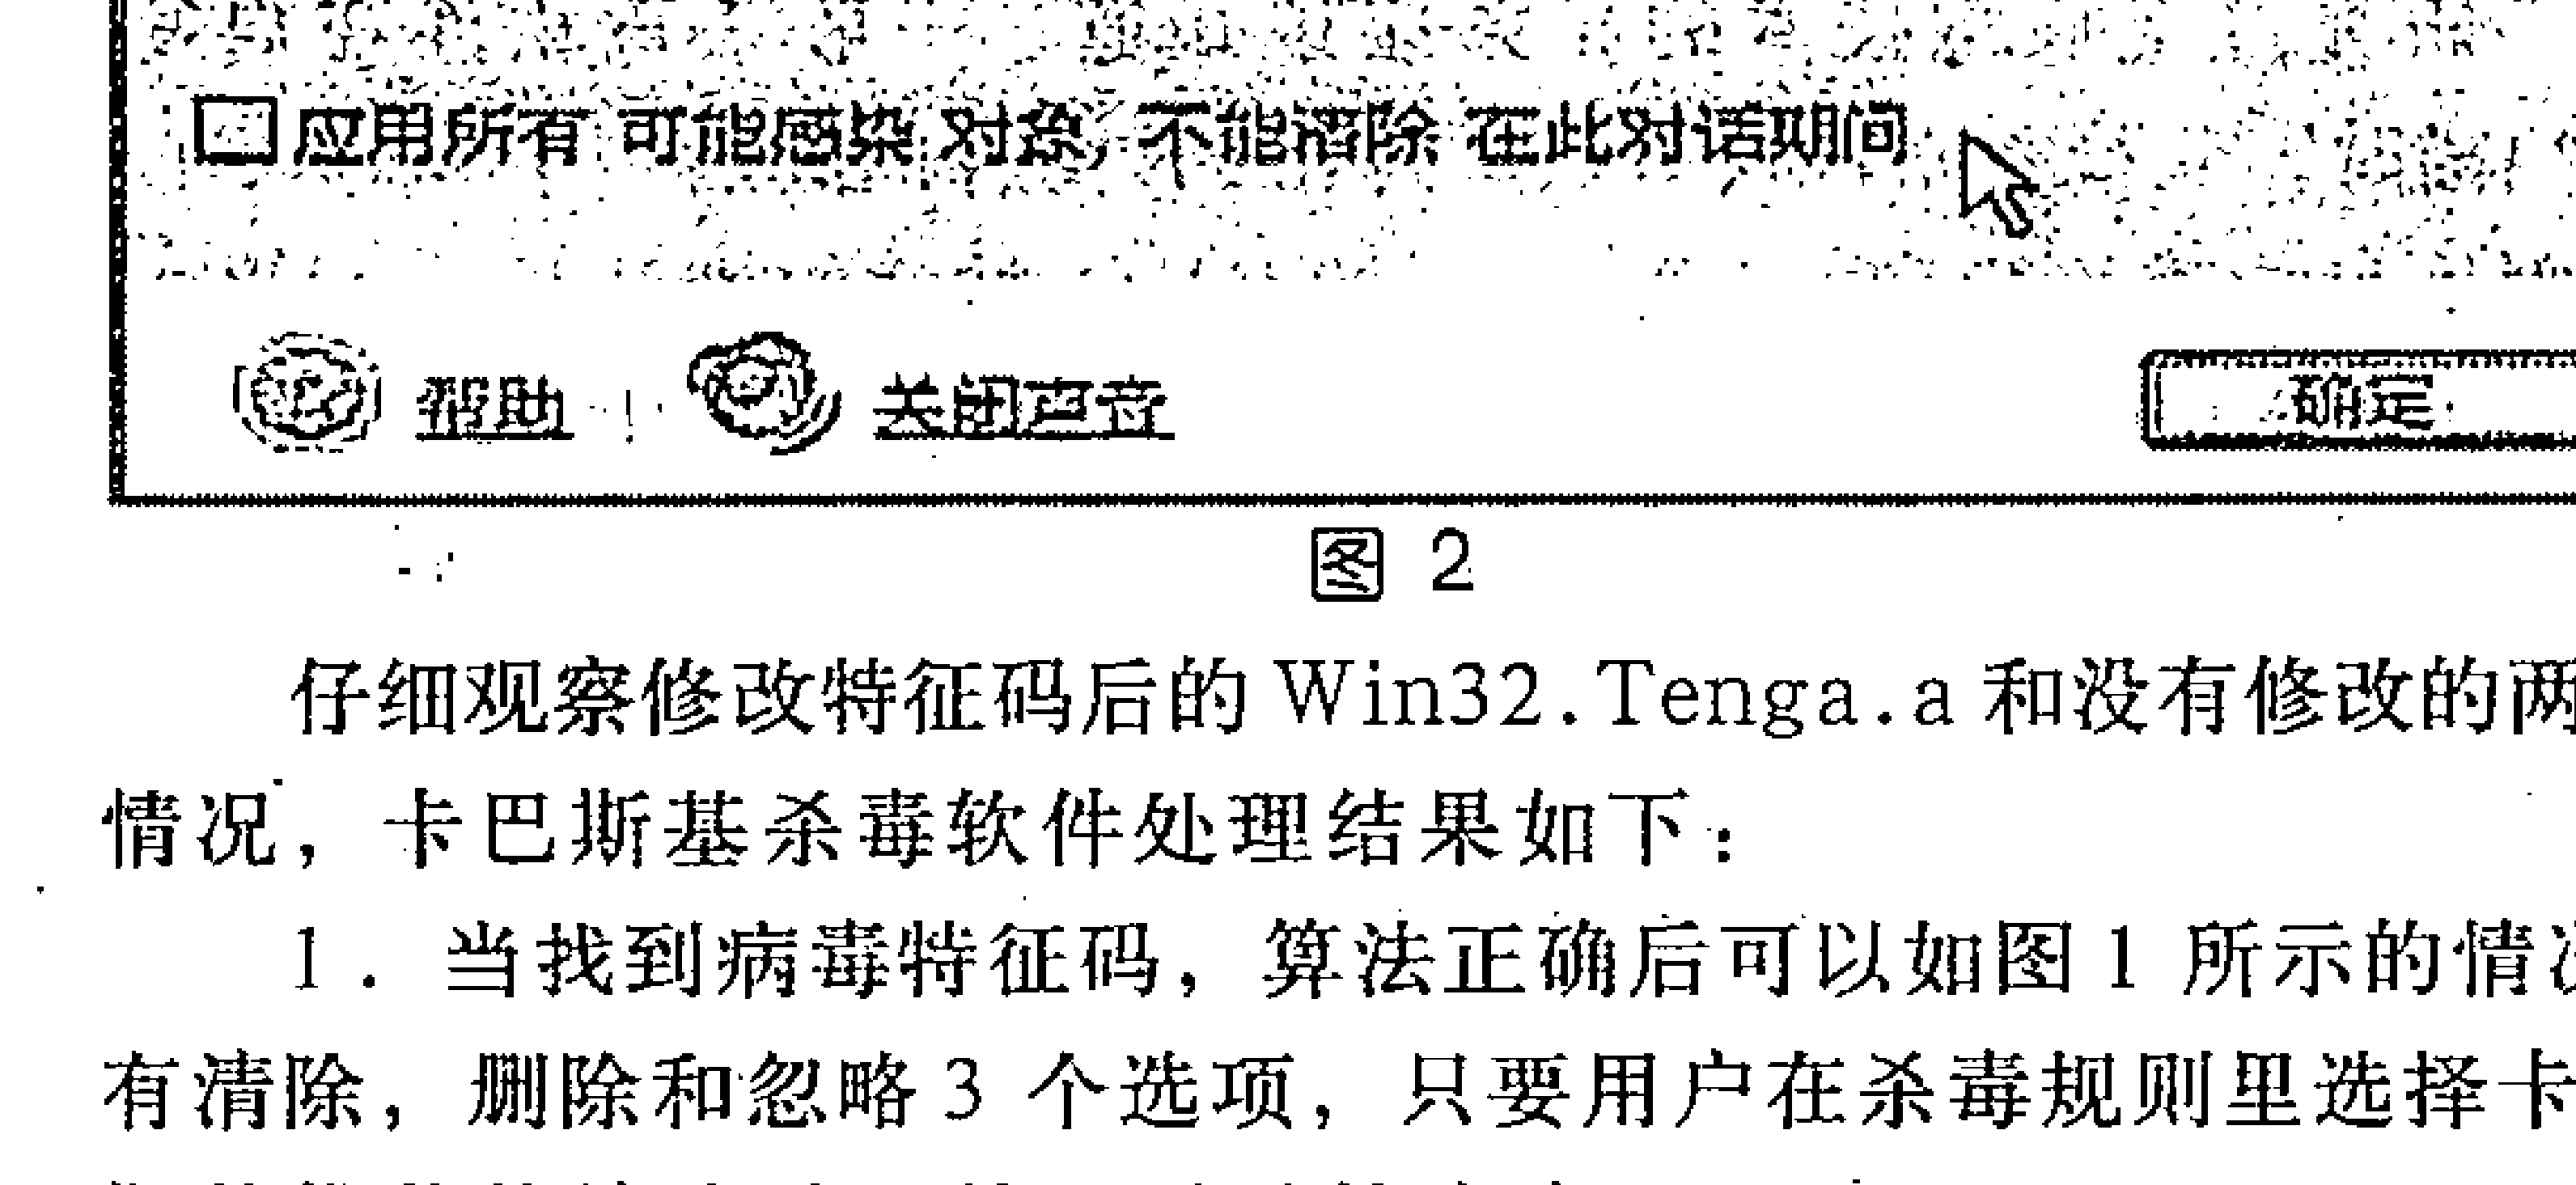 应用所有 可能感染 对象, 不能清除 在此对话期间
帮助 | 关闭声音 确定
图 2
仔细观察修改特征码后的 Win32.Tenga.a 和没有修改的两
情况，卡巴斯基杀毒软件处理结果如下：
1. 当找到病毒特征码，算法正确后可以如图 1 所示的情况
有清除，删除和忽略 3 个选项，只要用户在杀毒规则里选择卡